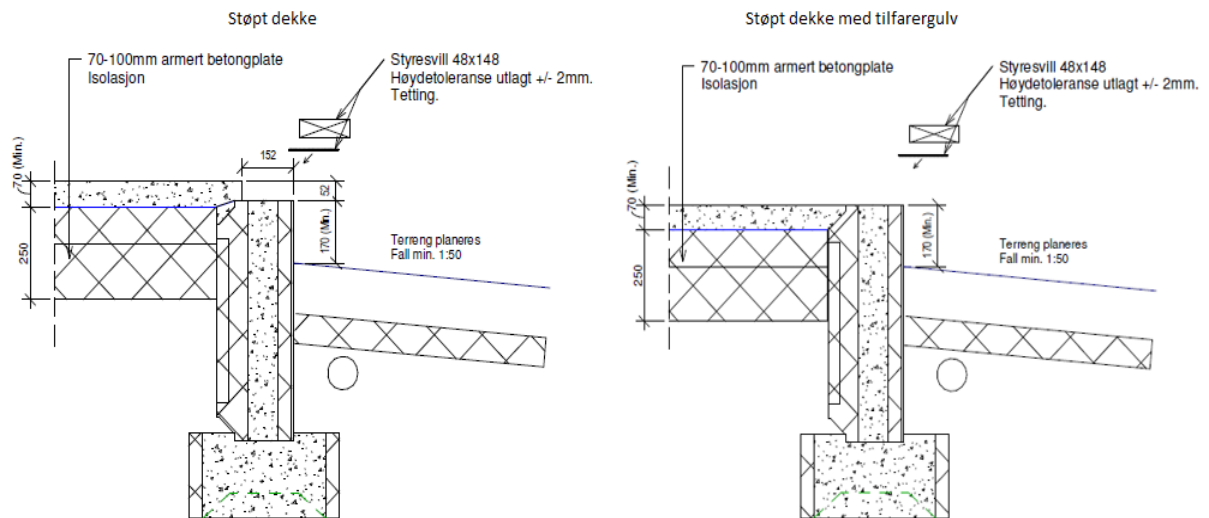 Støpt dekke
70-100mm armert betongplate
Isolasjon
Styresvill 48x148
Høydetoleranse utlagt +/- 2mm.
Tetting.
152
70 (Min.)
52
250
170 (Min.)
Terreng planeres
Fall min. 1:50
Støpt dekke med tilfarergulv
70-100mm armert betongplate
Isolasjon
Styresvill 48x148
Høydetoleranse utlagt +/- 2mm.
Tetting.
70 (Min.)
250
170 (Min.)
Terreng planeres
Fall min. 1:50